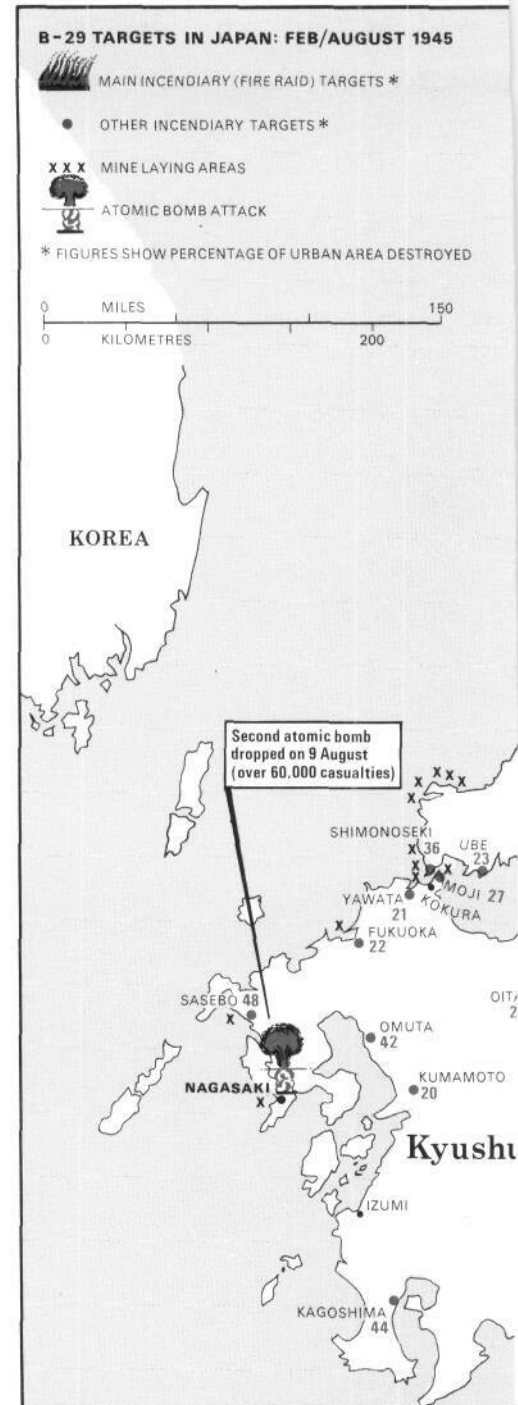 B-29 TARGETS IN JAPAN: FEB/AUGUST 1945
MAIN INCENDIARY (FIRE RAID) TARGETS *
OTHER INCENDIARY TARGETS *
X X X MINE LAYING AREAS
ATOMIC BOMB ATTACK
* FIGURES SHOW PERCENTAGE OF URBAN AREA DESTROYED
0 MILES 150
0 KILOMETRES 200
KOREA
Second atomic bomb
dropped on 9 August
(over 60,000 casualties)
X X X X
X
SHIMONOSEKI
36
UBE
23
X
X X
X
MOJI 27
YAWATA
21
KOKURA
X
FUKUOKA
22
SASEBO 48
X
OITA
2
OMUTA
42
NAGASAKI
X
KUMAMOTO
20
Kyushu
IZUMI
KAGOSHIMA
44